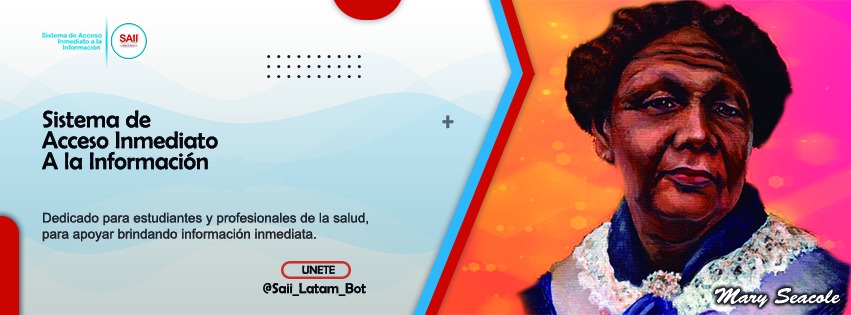 Sistema de Acceso
Inmediato a la
Información
SAII
Sistema de
Acceso Inmediato
A la Información
Dedicado para estudiantes y profesionales de la salud,
para apoyar brindando información inmediata.
UNETE
@Saii_Latam_Bot
Mary Seacole